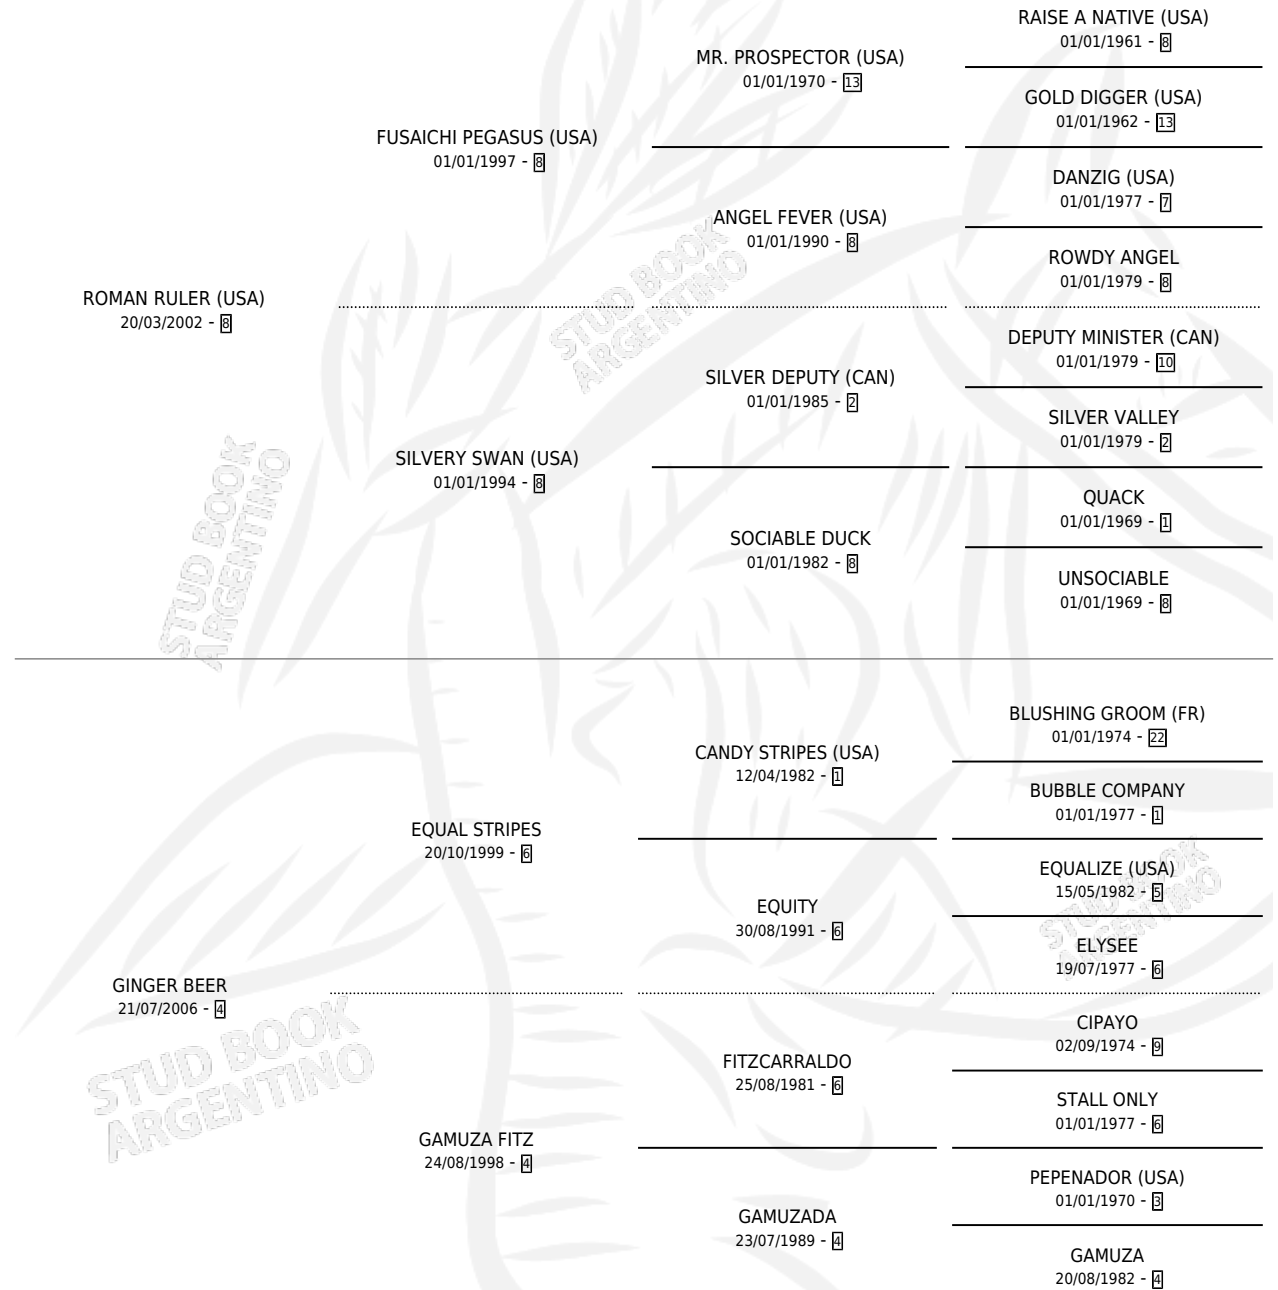 RAISE A NATIVE (USA)
01/01/1961 - 8
MR. PROSPECTOR (USA)
01/01/1970 - 13
GOLD DIGGER (USA)
01/01/1962 - 13
FUSAICHI PEGASUS (USA)
01/01/1997 - 8
DANZIG (USA)
01/01/1977 - 7
ANGEL FEVER (USA)
01/01/1990 - 8
ROWDY ANGEL
01/01/1979 - 8
ROMAN RULER (USA)
20/03/2002 - 8
STUD BOOK
ARGENTINO
DEPUTY MINISTER (CAN)
01/01/1979 - 10
SILVER DEPUTY (CAN)
01/01/1985 - 2
SILVER VALLEY
01/01/1979 - 2
SILVERY SWAN (USA)
01/01/1994 - 8
QUACK
01/01/1969 - 1
SOCIABLE DUCK
01/01/1982 - 8
UNSOCIABLE
01/01/1969 - 8
STUD BOOK
ARGENTINO
BLUSHING GROOM (FR)
01/01/1974 - 22
CANDY STRIPES (USA)
12/04/1982 - 1
BUBBLE COMPANY
01/01/1977 - 1
EQUAL STRIPES
20/10/1999 - 6
EQUALIZE (USA)
15/05/1982 - 5
EQUITY
30/08/1991 - 6
ELYSEE
19/07/1977 - 6
STUD BOOK
ARGENTINO
GINGER BEER
21/07/2006 - 4
CIPAYO
02/09/1974 - 9
FITZCARRALDO
25/08/1981 - 6
STALL ONLY
01/01/1977 - 6
STUD BOOK
ARGENTINO
GAMUZA FITZ
24/08/1998 - 4
PEPENADOR (USA)
01/01/1970 - 3
GAMUZADA
23/07/1989 - 4
GAMUZA
20/08/1982 - 4